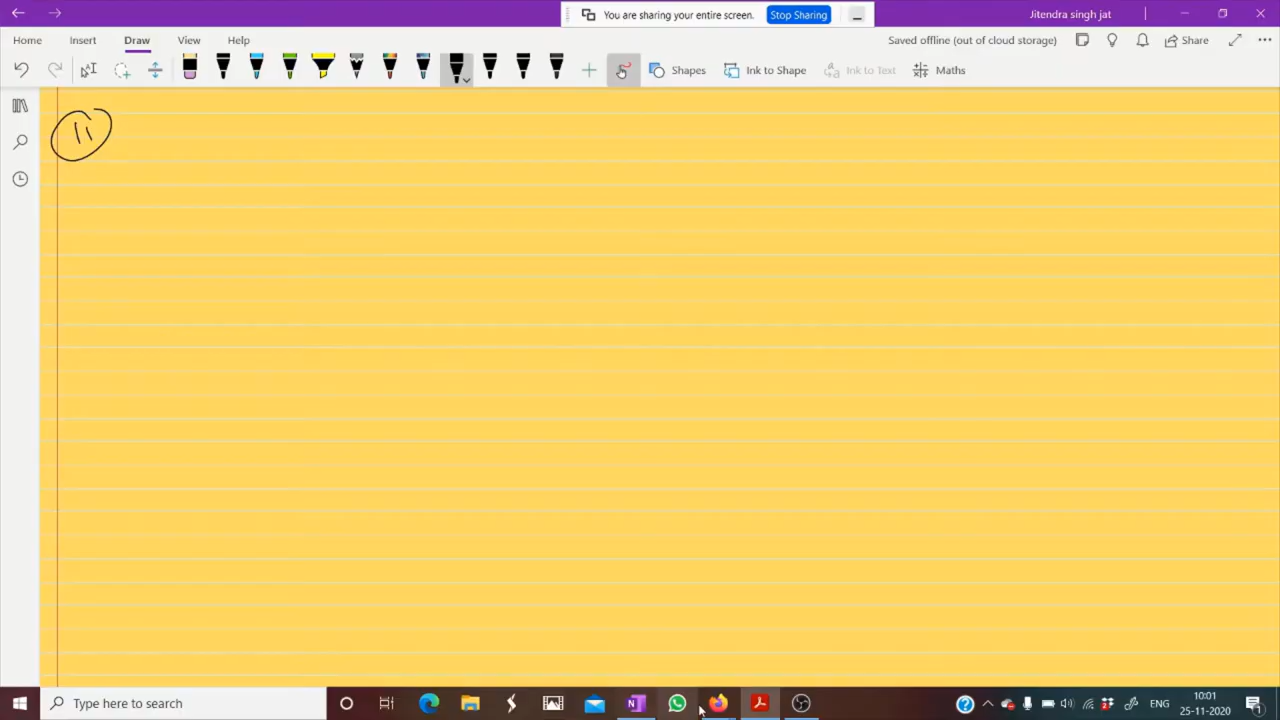 You are sharing your entire screen. Stop Sharing
Jitendra singh jat
Home Insert Draw View Help
Saved offline (out of cloud storage) Share
Shapes Ink to Shape Ink to Text Maths
11
Type here to search
ENG
10:01
25-11-2020